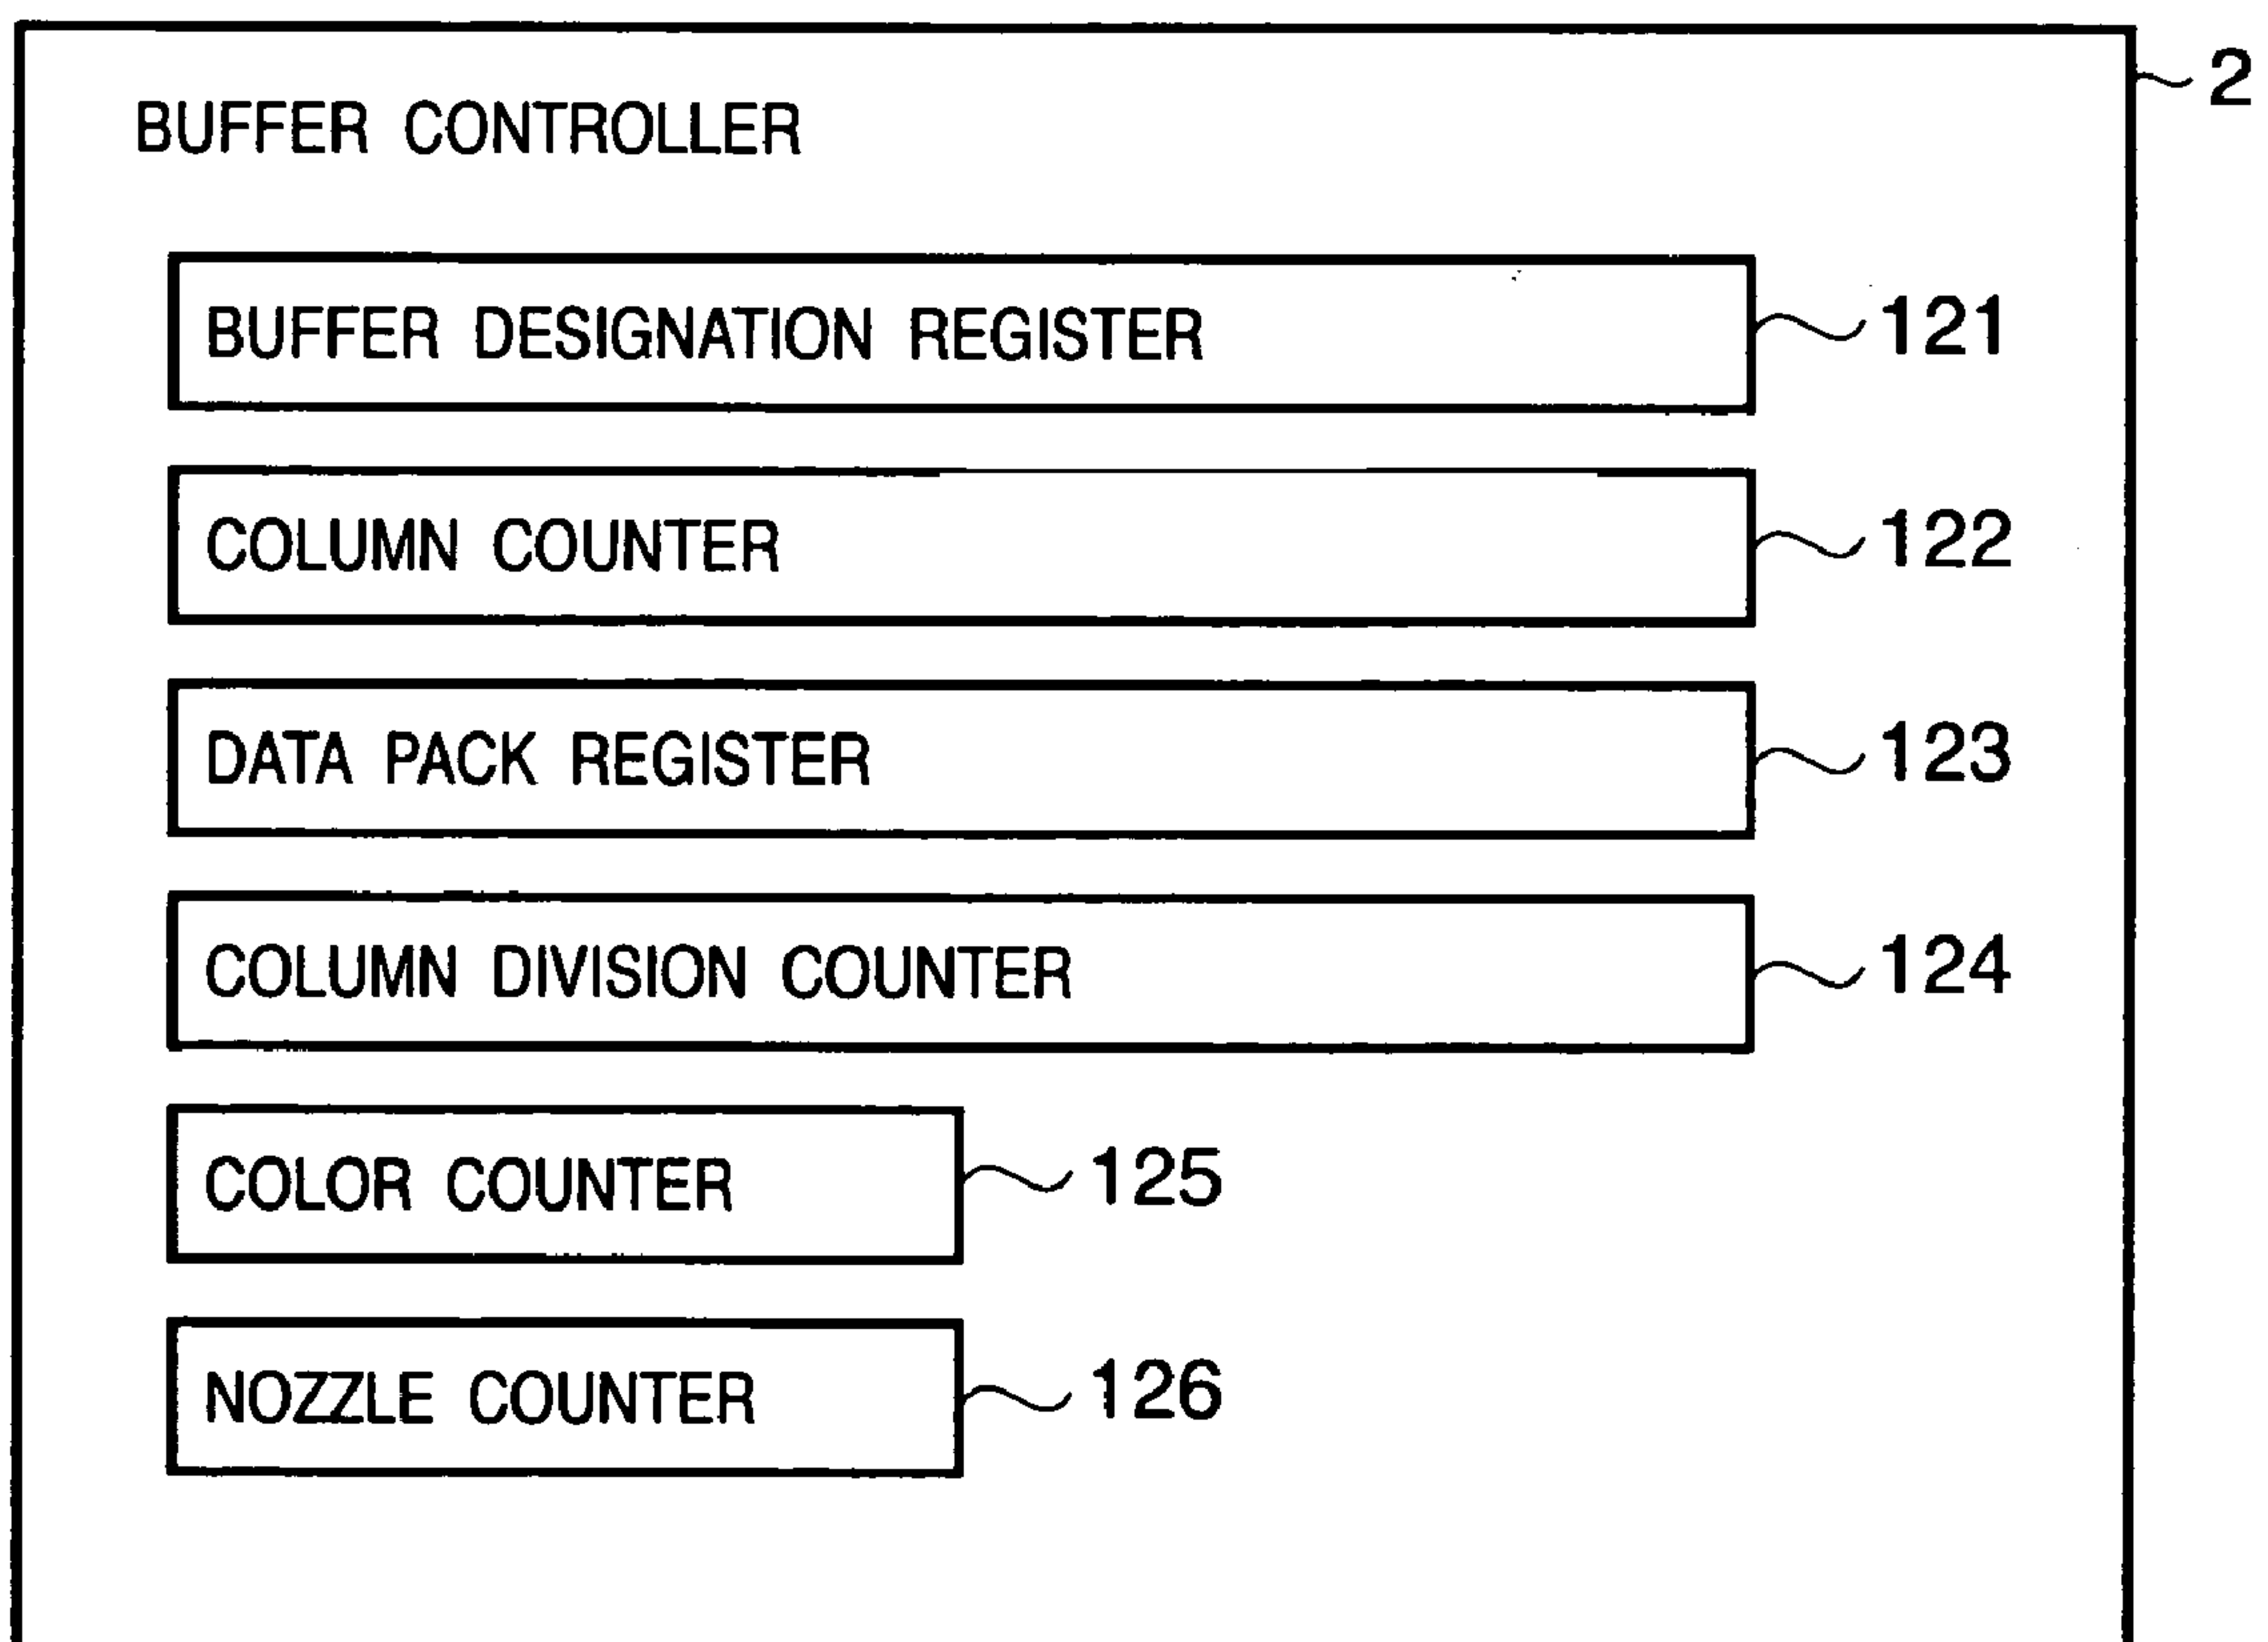 2
BUFFER CONTROLLER
BUFFER DESIGNATION REGISTER 121
COLUMN COUNTER 122
DATA PACK REGISTER 123
COLUMN DIVISION COUNTER 124
COLOR COUNTER 125
NOZZLE COUNTER 126